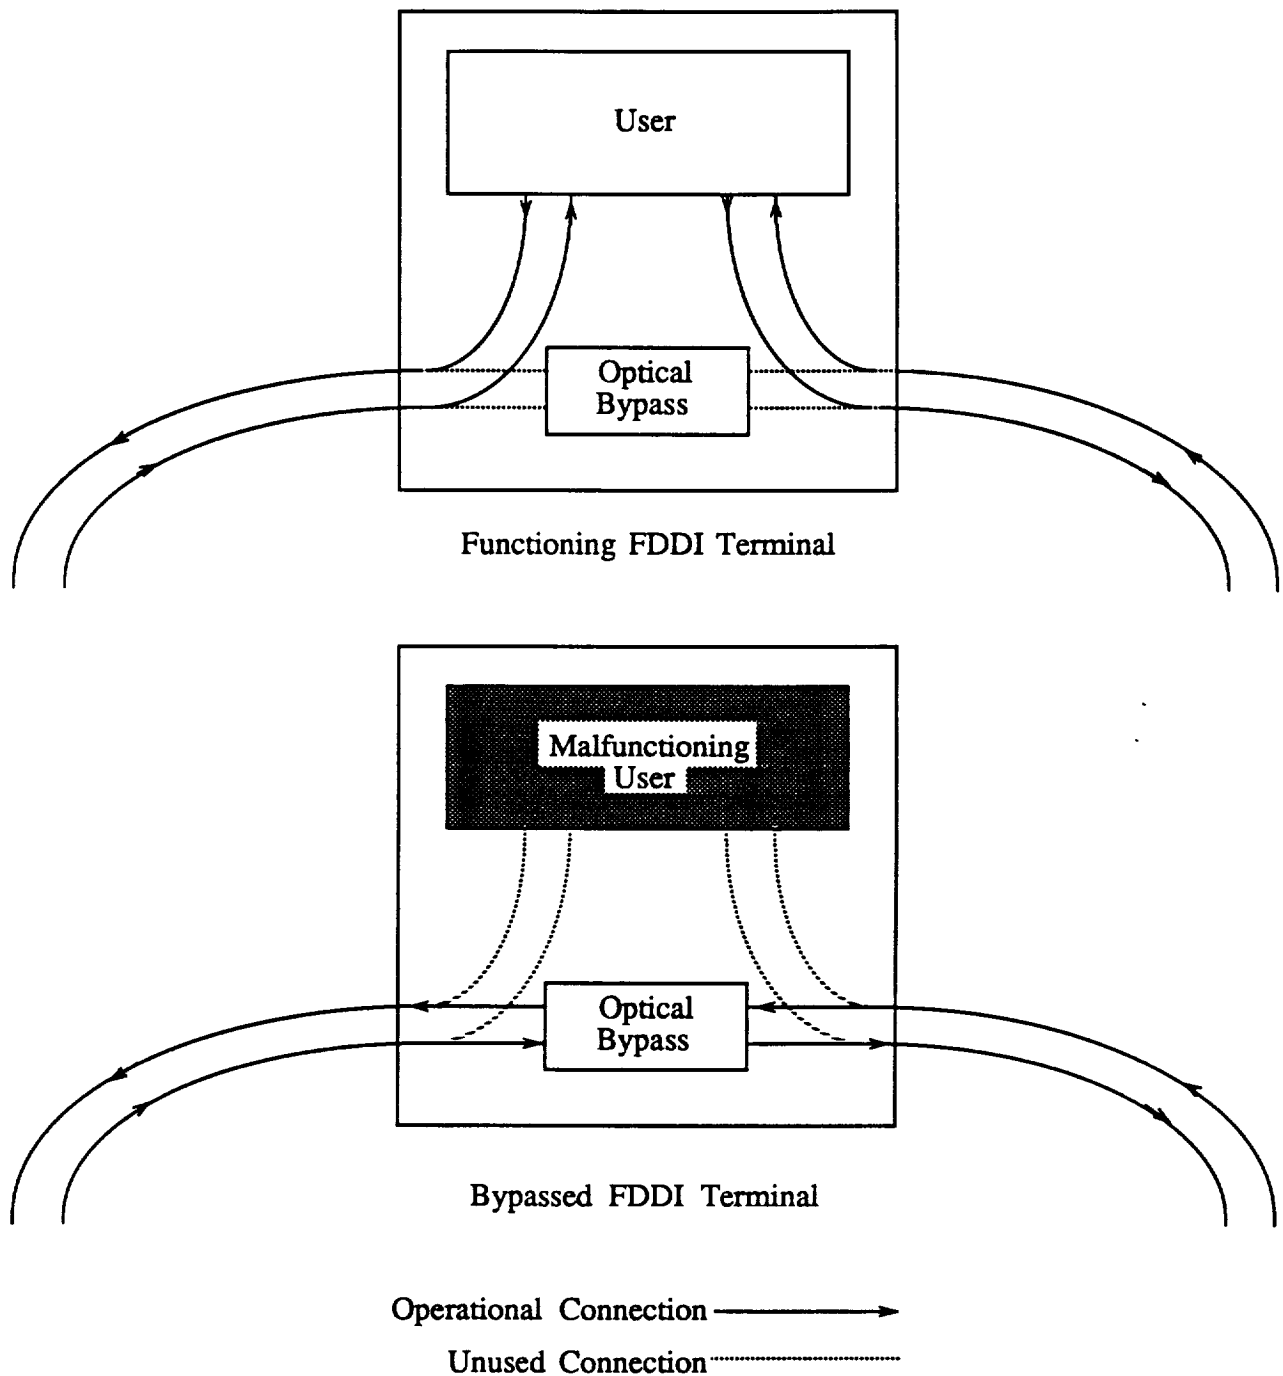 User
Optical
Bypass
Functioning FDDI Terminal
Malfunctioning
User
Optical
Bypass
Bypassed FDDI Terminal
Operational Connection
Unused Connection